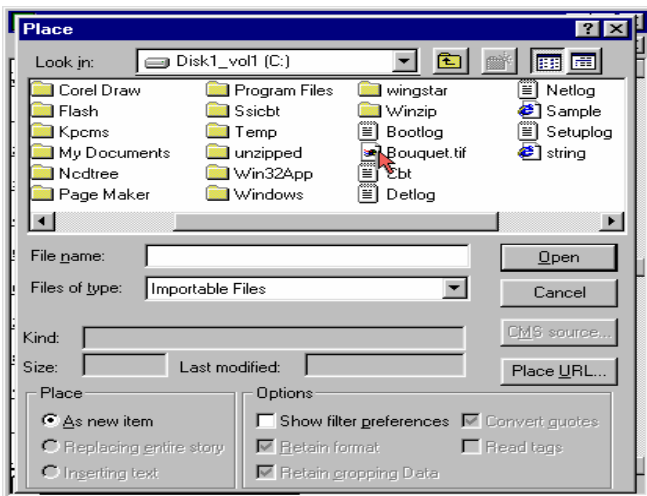 Place
Look in: Disk1_vol1 (C:)
Corel Draw Program Files wingstar Netlog
Flash Ssicbt Winzip Sample
Kpcms Temp Bootlog Setuplog
My Documents unzipped Bouquet.tif string
Ncdtree Win32App Cbt
Page Maker Windows Detlog
File name: Open
Files of type: Importable Files Cancel
Kind: CMS source...
Size: Last modified: Place URL...
Place Options
As new item Show filter preferences Convert quotes
Replacing entire story Retain format Read tags
Inserting text Retain cropping Data